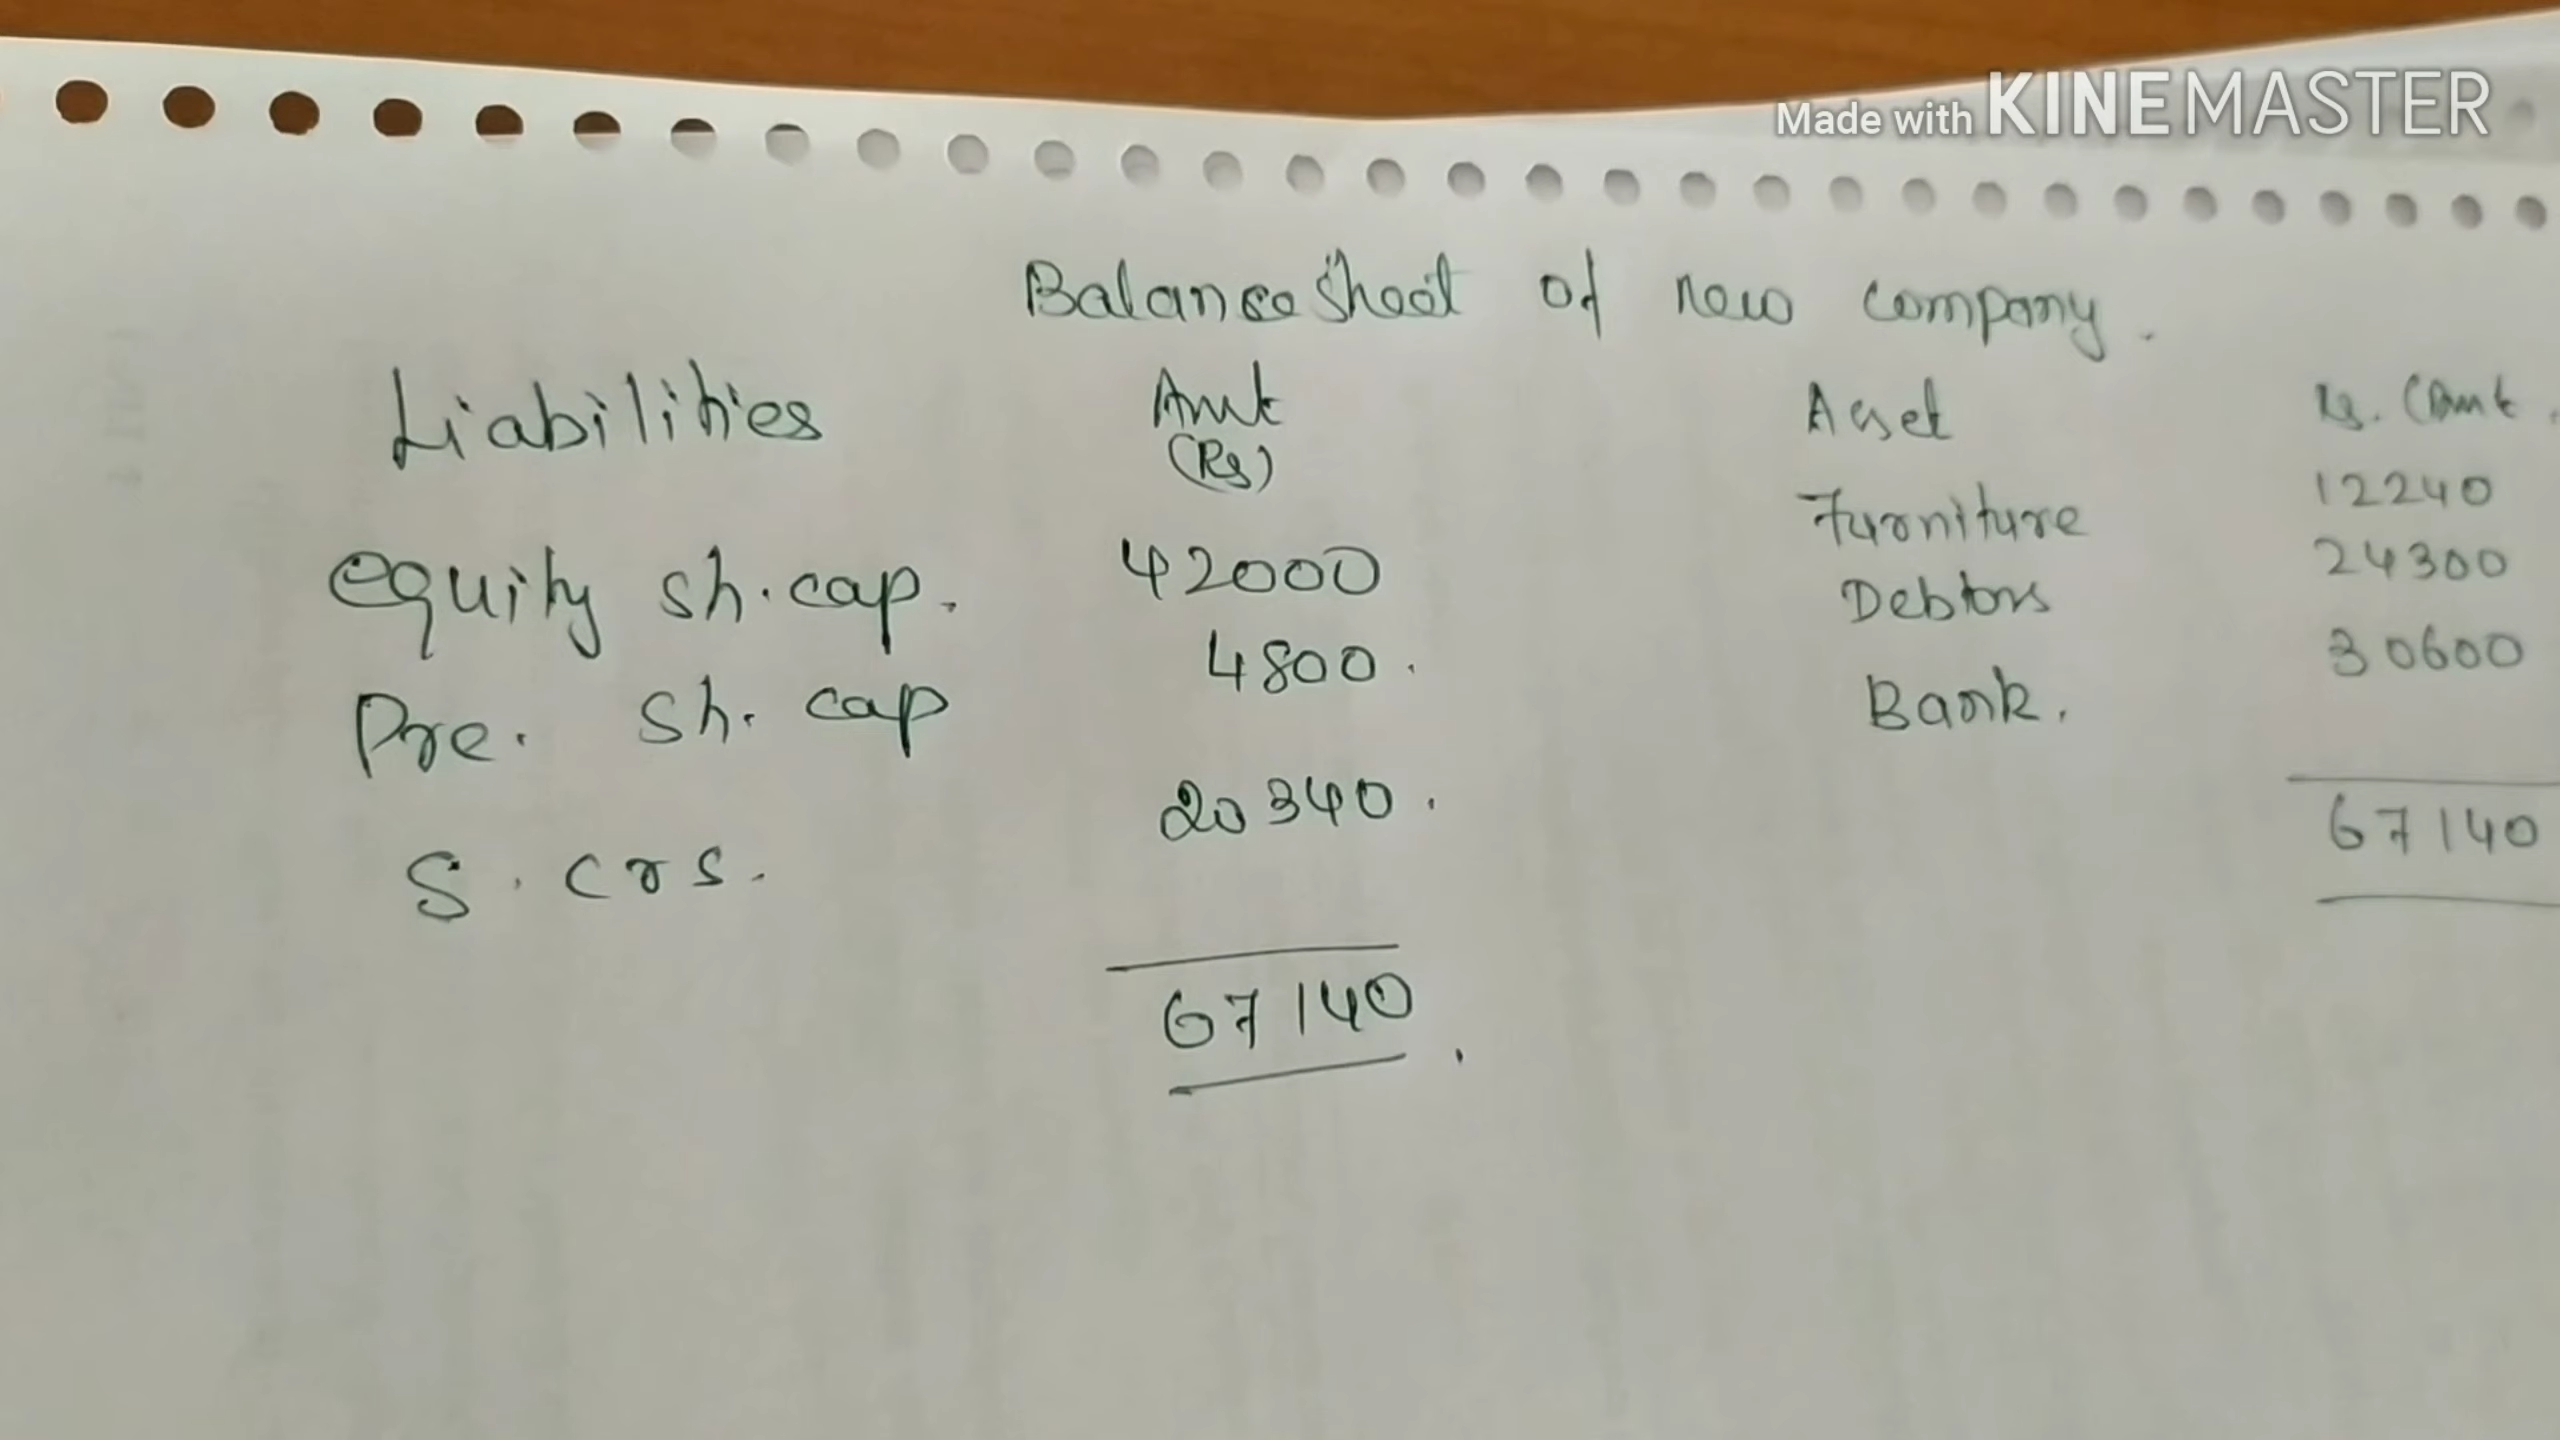 Made with KINEMASTER
Balance sheet of new company.
Liabilities Amt Asset Rs. (Amt.
(Rs)
Furniture 12240
equity sh. cap. 42000 Debtors 24300
Pre. sh. cap 4800. Bank. 30600
S. crs. 20340. 67140
67140.